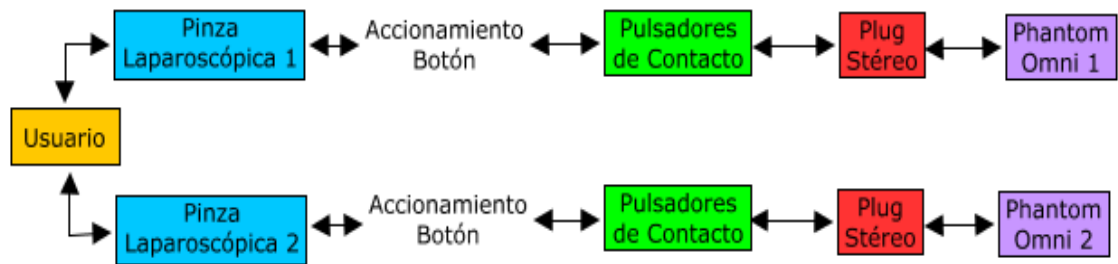 Pinza
Laparoscópica 1
Accionamiento
Botón
Pulsadores
de Contacto
Plug
Stéreo
Phantom
Omni 1
Usuario
Pinza
Laparoscópica 2
Accionamiento
Botón
Pulsadores
de Contacto
Plug
Stéreo
Phantom
Omni 2